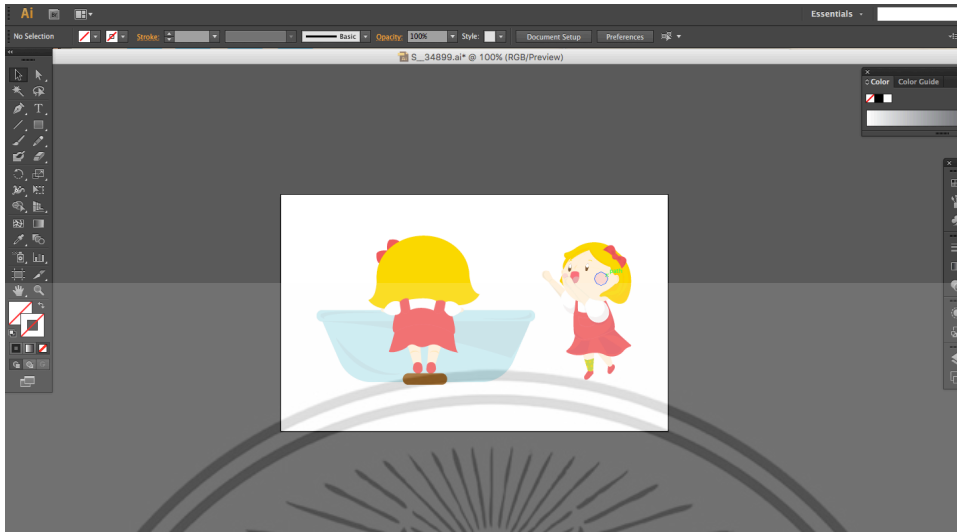 Ai Br Essentials
No Selection Stroke: Basic Opacity: 100% Style: Document Setup Preferences
S__34899.ai* @ 100% (RGB/Preview)
Color Color Guide